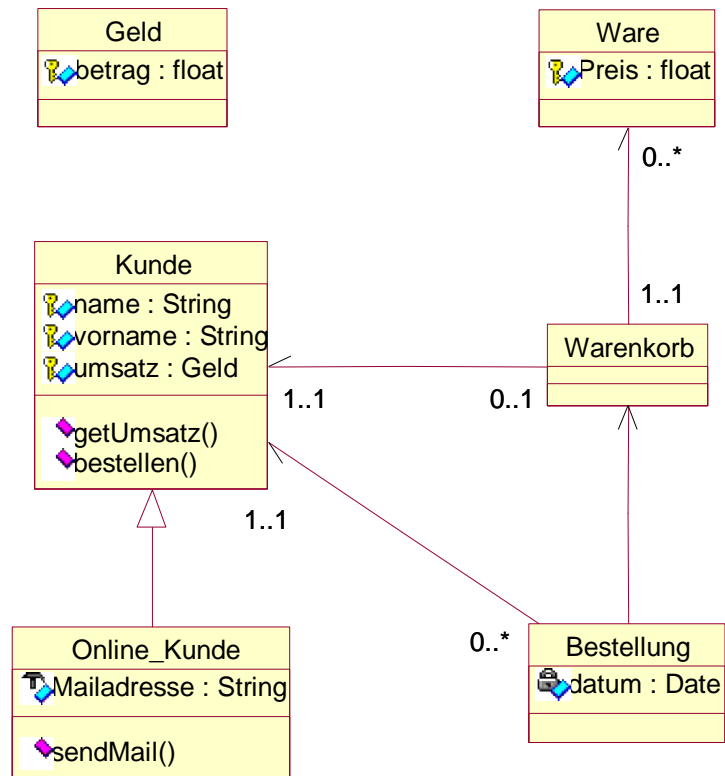 Geld
betrag : float
Ware
Preis : float
0..*
1..1
Kunde
name : String
vorname : String
umsatz : Geld
getUmsatz()
bestellen()
Warenkorb
1..1
0..1
1..1
0..*
Online_Kunde
Mailadresse : String
sendMail()
Bestellung
datum : Date